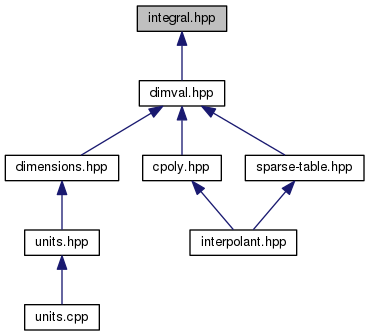 integral.hpp
dimval.hpp
dimensions.hpp
cpoly.hpp
sparse-table.hpp
units.hpp
interpolant.hpp
units.cpp